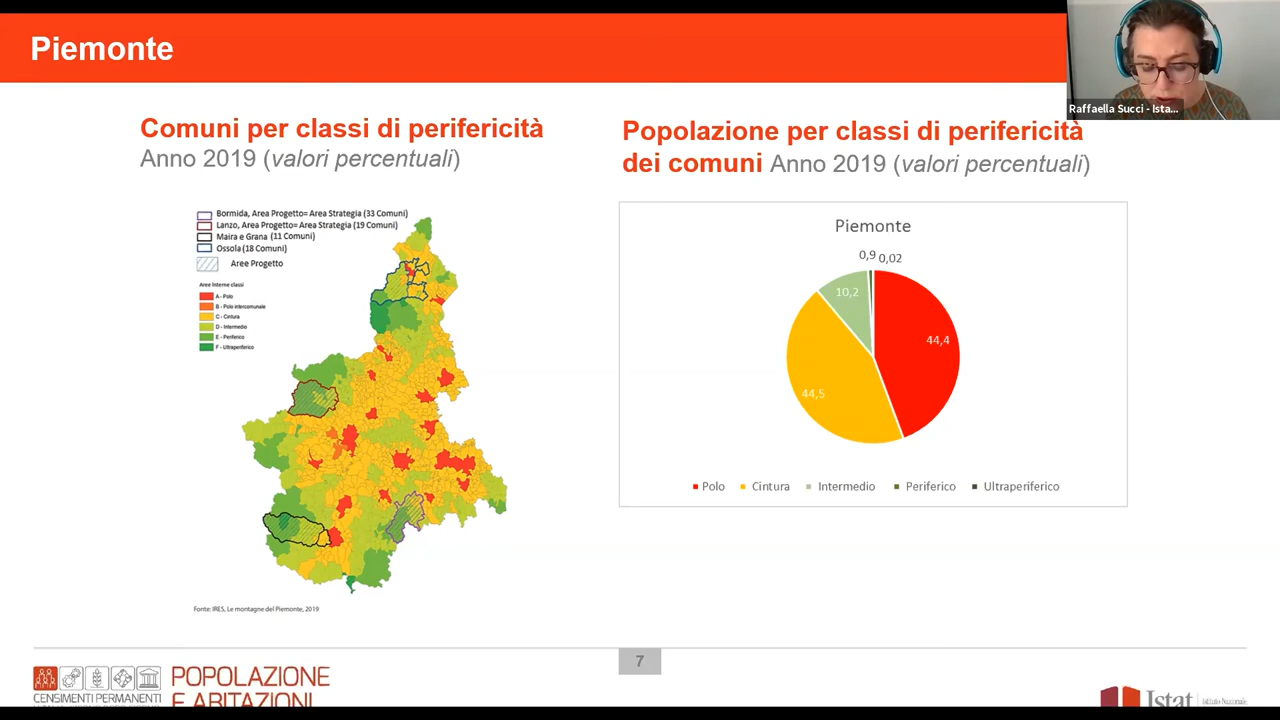 Piemonte
Raffaella Succi - Ista...
Comuni per classi di perifericità
Anno 2019 (valori percentuali)
Popolazione per classi di perifericità
dei comuni Anno 2019 (valori percentuali)
Bormida, Area Progetto= Area Strategia (33 Comuni)
Lanzo, Area Progetto= Area Strategia (19 Comuni)
Maira e Grana (11 Comuni)
Ossola (18 Comuni)
Aree Progetto
Aree Interne classi
A - Polo
B - Polo intercomunale
C - Cintura
D - Intermedio
E - Periferico
F - Ultraperiferico
Fonte: IRES, Le montagne del Piemonte, 2019
Piemonte
0,9 0,02
10,2
44,4
44,5
Polo Cintura Intermedio Periferico Ultraperiferico
7
CENSIMENTI PERMANENTI
POPOLAZIONE
E ABITAZIONI
Istat